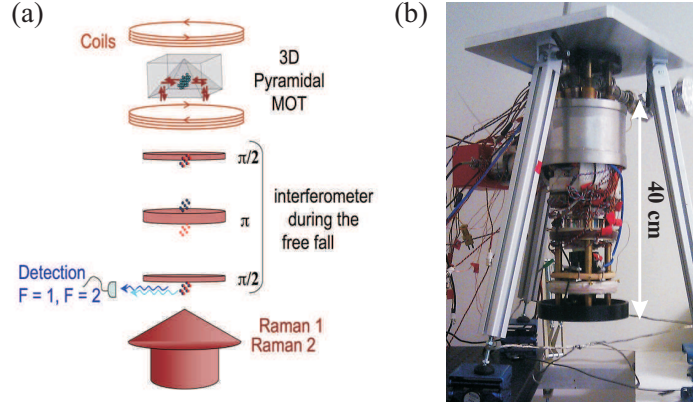 (a)
Coils
3D
Pyramidal
MOT
π/2
π
π/2
interferometer
during the
free fall
Detection
F = 1, F = 2
Raman 1
Raman 2
(b)
40 cm